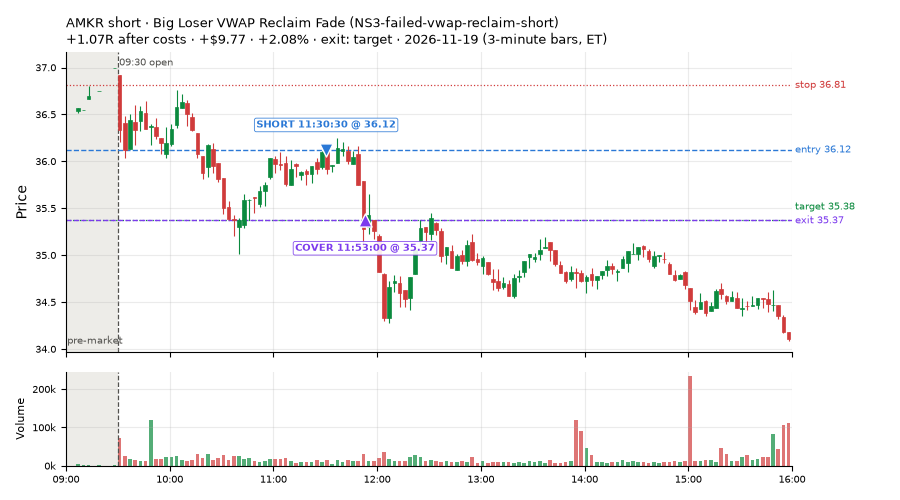 AMKR short · Big Loser VWAP Reclaim Fade (NS3-failed-vwap-reclaim-short)
+1.07R after costs · +$9.77 · +2.08% · exit: target · 2026-11-19 (3-minute bars, ET)
09:30 open
37.0
stop 36.81
36.5
SHORT 11:30:30 @ 36.12
entry 36.12
36.0
Price
35.5
target 35.38
exit 35.37
COVER 11:53:00 @ 35.37
35.0
34.5
pre-market
34.0
Volume
200k
100k
0k
09:00 10:00 11:00 12:00 13:00 14:00 15:00 16:00